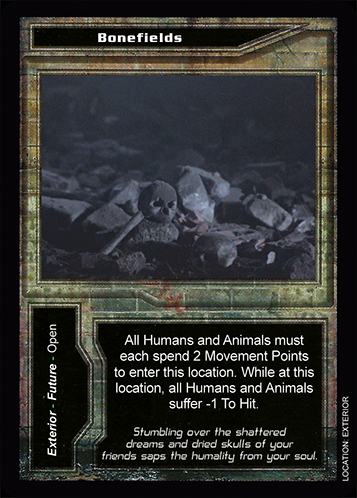 Bonefields
Exterior - Future - Open
All Humans and Animals must
each spend 2 Movement Points
to enter this location. While at this
location, all Humans and Animals
suffer -1 To Hit.
Stumbling over the shattered
dreams and dried skulls of your
friends saps the humality from your soul.
LOCATION: EXTERIOR